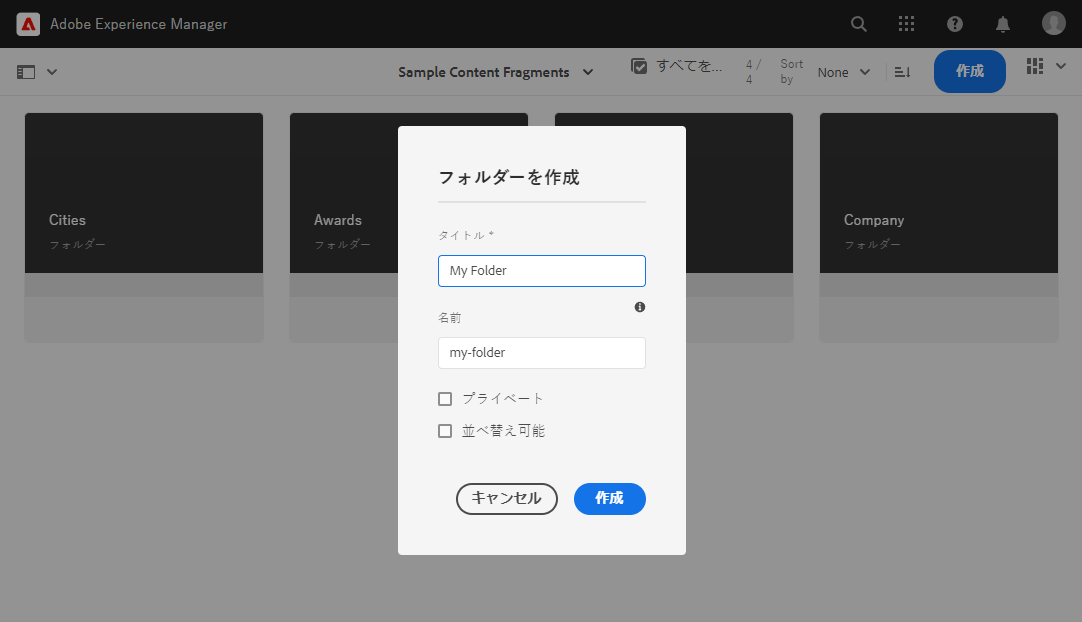 Adobe Experience Manager
Sample Content Fragments
すべてを...
4 /
4
Sort
by
None
作成
Cities
フォルダー
Awards
フォルダー
Company
フォルダー
フォルダーを作成
タイトル *
My Folder
名前
my-folder
プライベート
並べ替え可能
キャンセル
作成